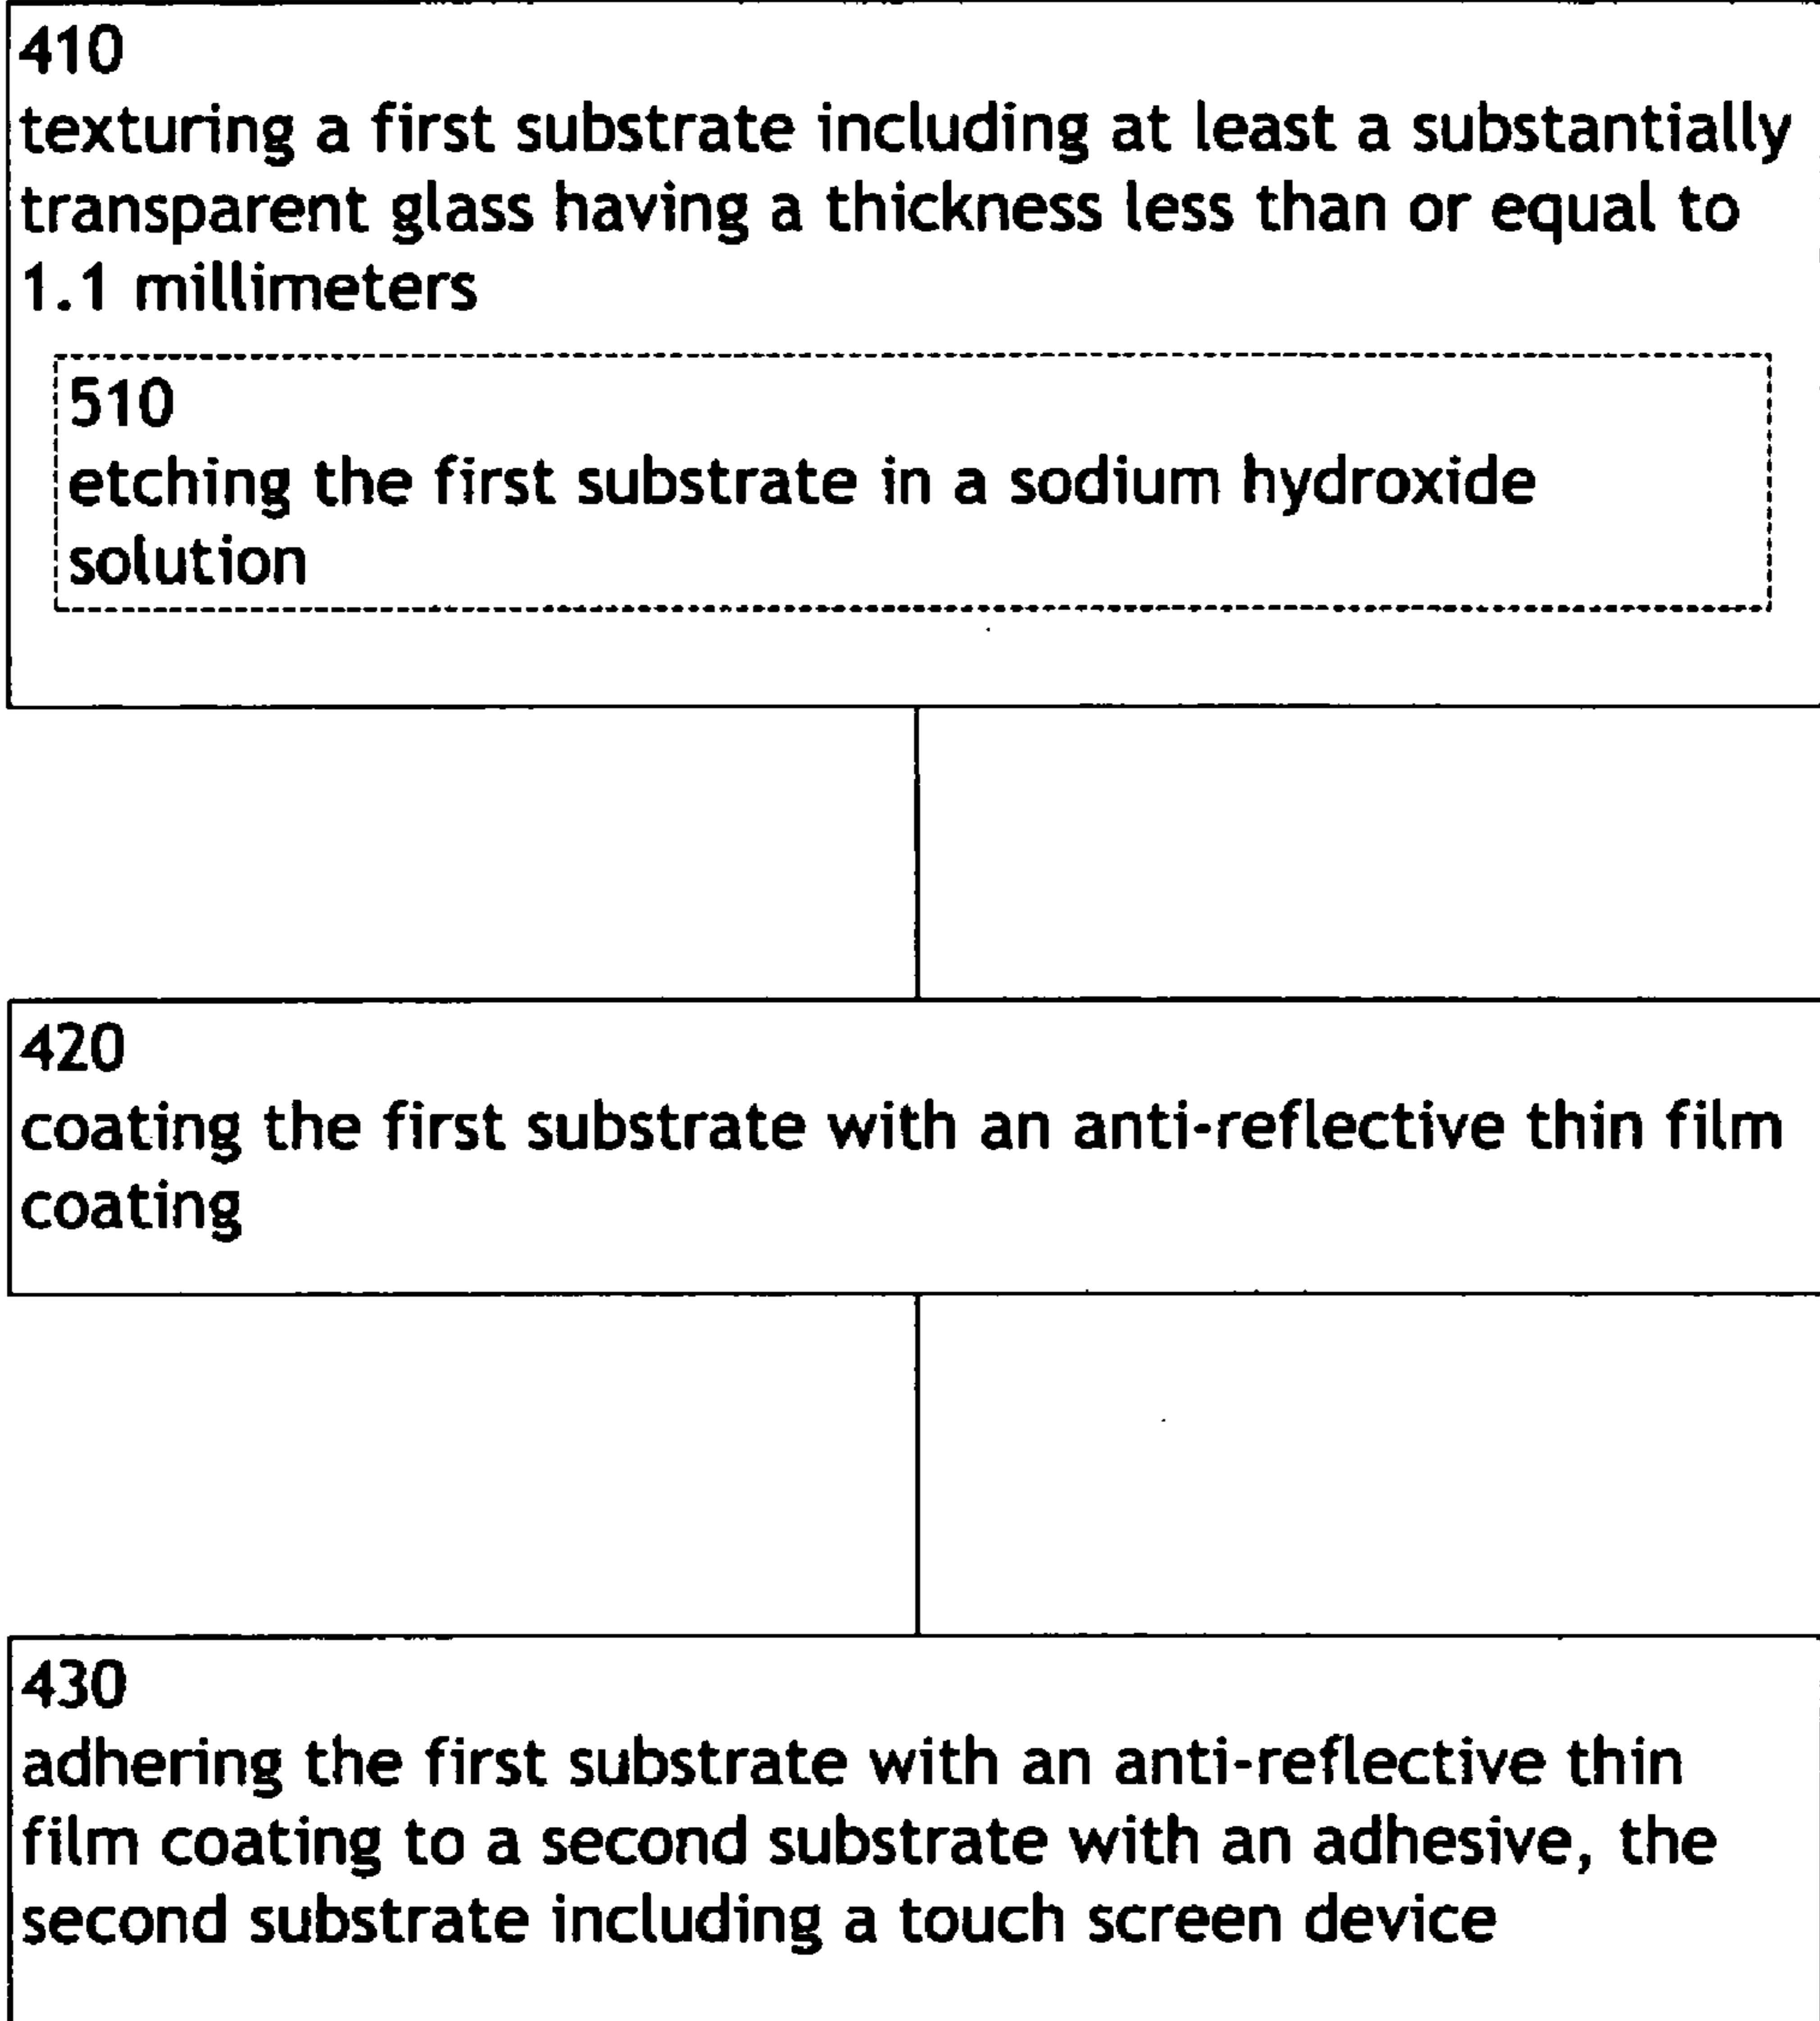 410
texturing a first substrate including at least a substantially
transparent glass having a thickness less than or equal to
1.1 millimeters
510
etching the first substrate in a sodium hydroxide
solution
420
coating the first substrate with an anti-reflective thin film
coating
430
adhering the first substrate with an anti-reflective thin
film coating to a second substrate with an adhesive, the
second substrate including a touch screen device